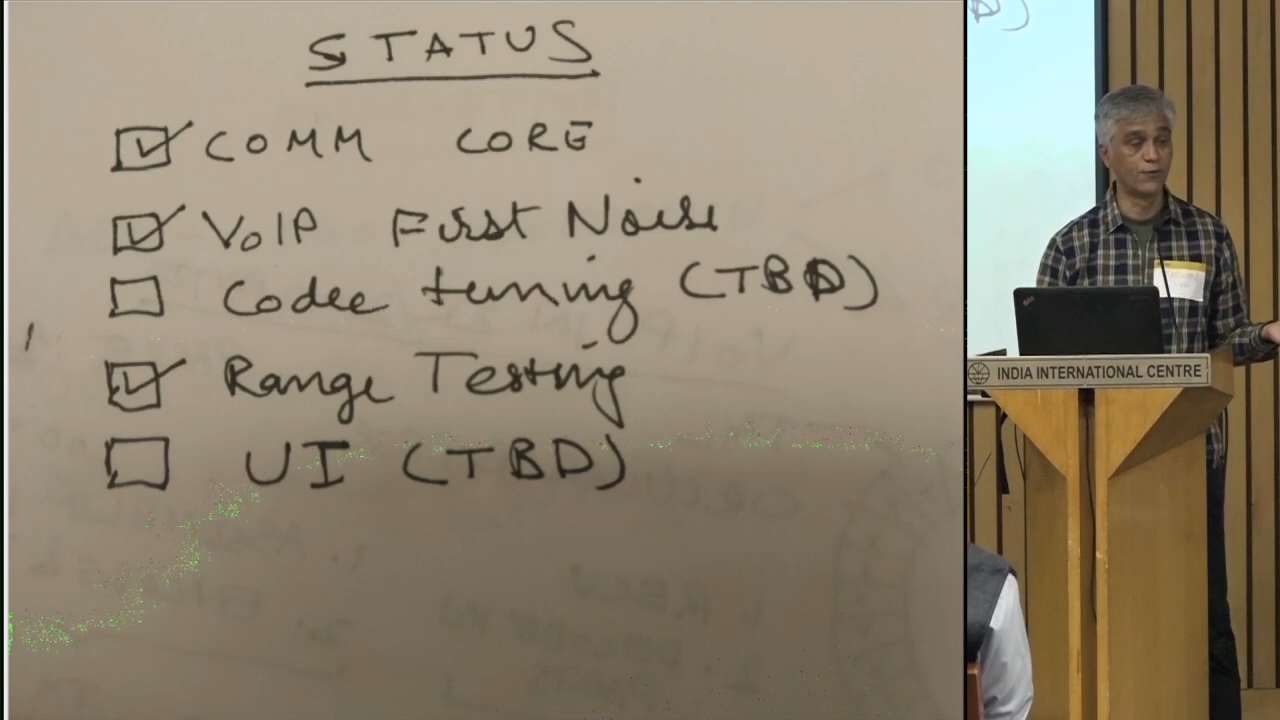 STATUS
COMM CORE
VOIP First Noise
Codec tuning (TBD)
Range Testing
UI (TBD)
INDIA INTERNATIONAL CENTRE